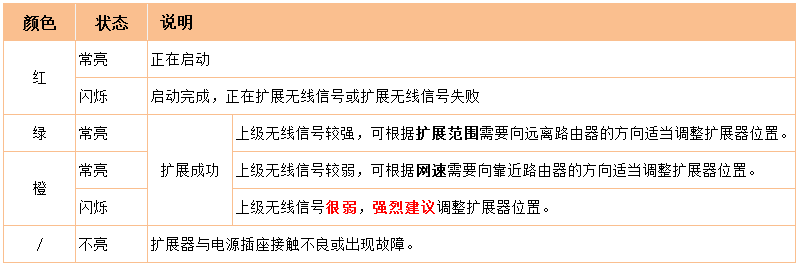 颜色 状态 说明
红 常亮 正在启动
闪烁 启动完成，正在扩展无线信号或扩展无线信号失败
绿 常亮 扩展成功 上级无线信号较强，可根据扩展范围需要向远离路由器的方向适当调整扩展器位置。
橙 常亮 上级无线信号较弱，可根据网速需要向靠近路由器的方向适当调整扩展器位置。
闪烁 上级无线信号很弱，强烈建议调整扩展器位置。
/ 不亮 扩展器与电源插座接触不良或出现故障。